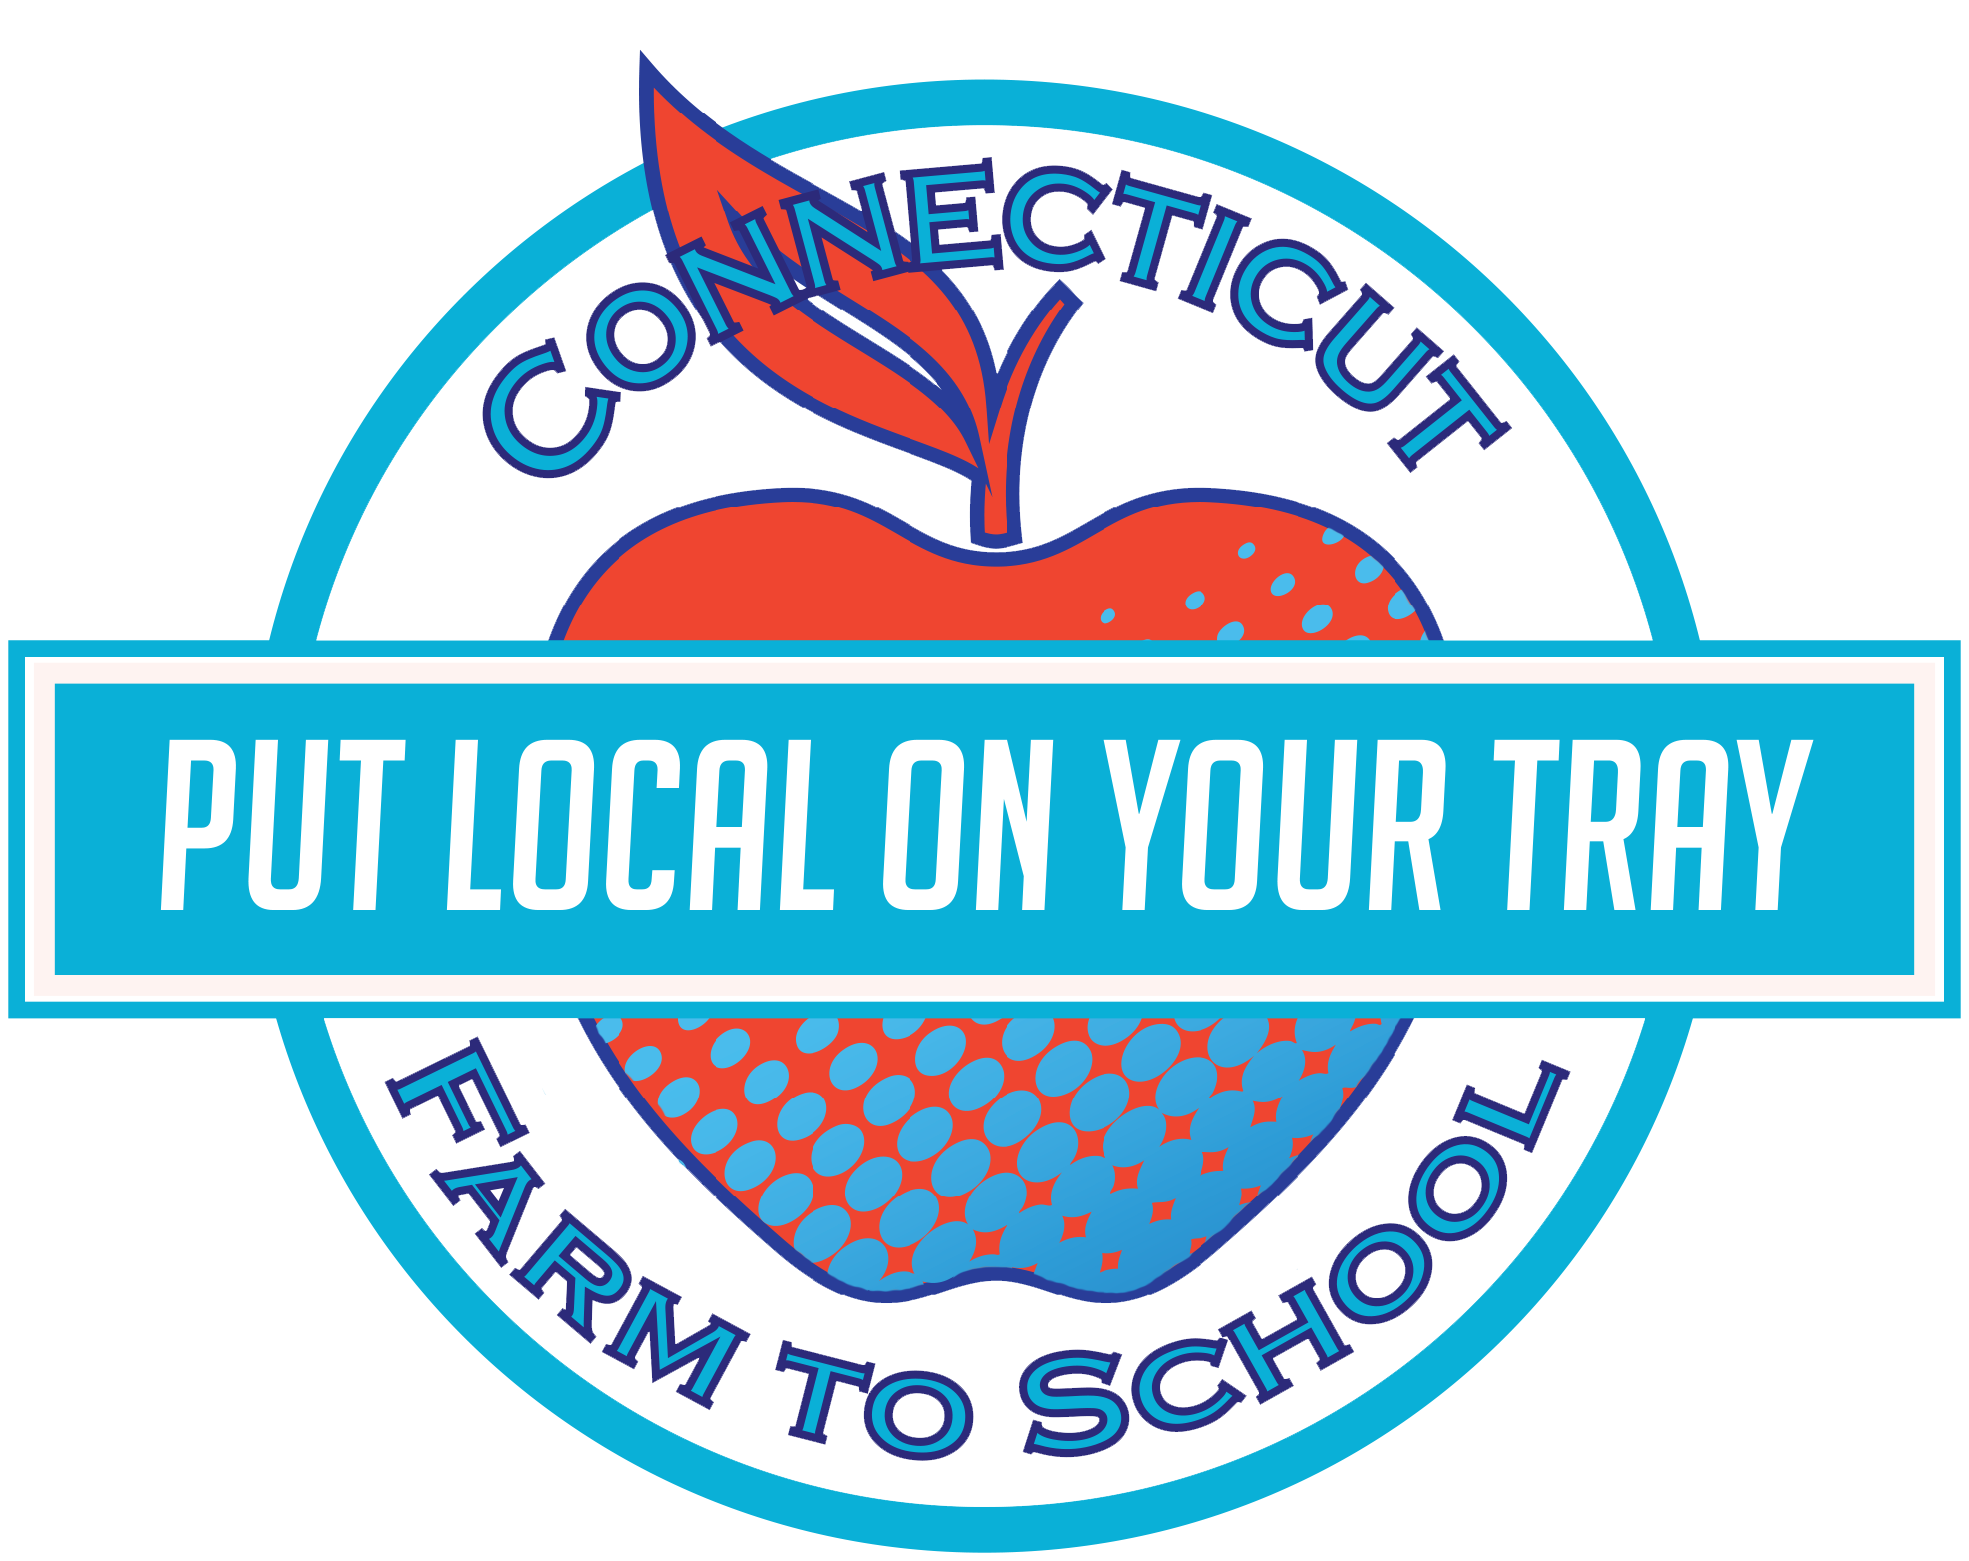 CONNECTICUT
PUT LOCAL ON YOUR TRAY
FARM TO SCHOOL